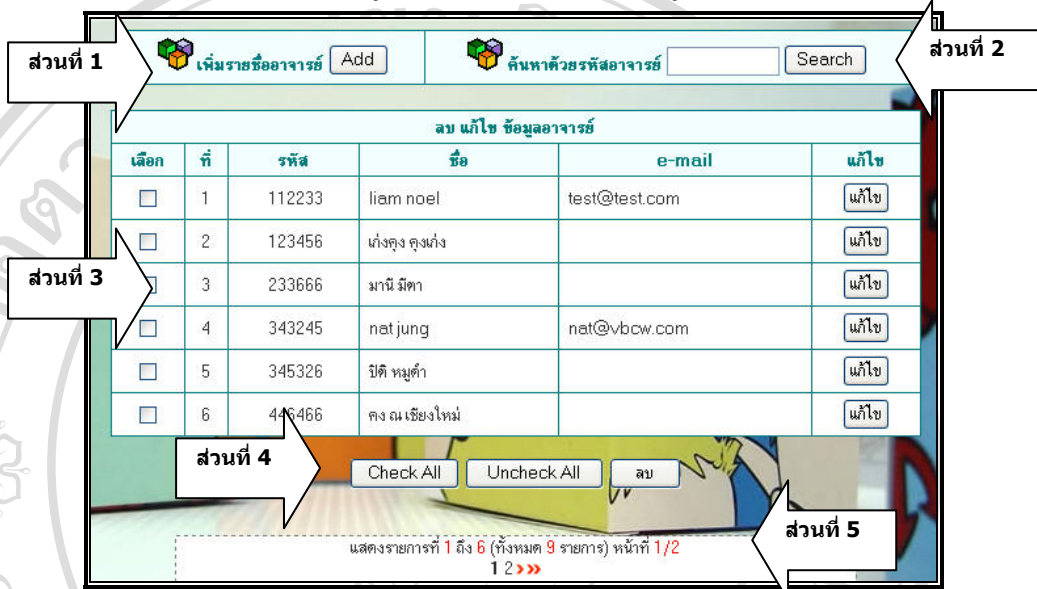 ส่วนที่ 1
เพิ่มรายชื่ออาจารย์ Add
ค้นหาด้วยรหัสอาจารย์ Search
ส่วนที่ 2
ลบ แก้ไข ข้อมูลอาจารย์
เลือก ที่ รหัส ชื่อ e-mail แก้ไข
1 112233 liam noel test@test.com แก้ไข
2 123456 เก่งคุง คุงเก่ง แก้ไข
ส่วนที่ 3
3 233666 มานี มีตา แก้ไข
4 343245 nat jung nat@vbcw.com แก้ไข
5 345326 ปิติ หมูดำ แก้ไข
6 446466 คง ณ เชียงใหม่ แก้ไข
ส่วนที่ 4
Check All Uncheck All ลบ
ส่วนที่ 5
แสดงรายการที่ 1 ถึง 6 (ทั้งหมด 9 รายการ) หน้าที่ 1/2
1 2 › »